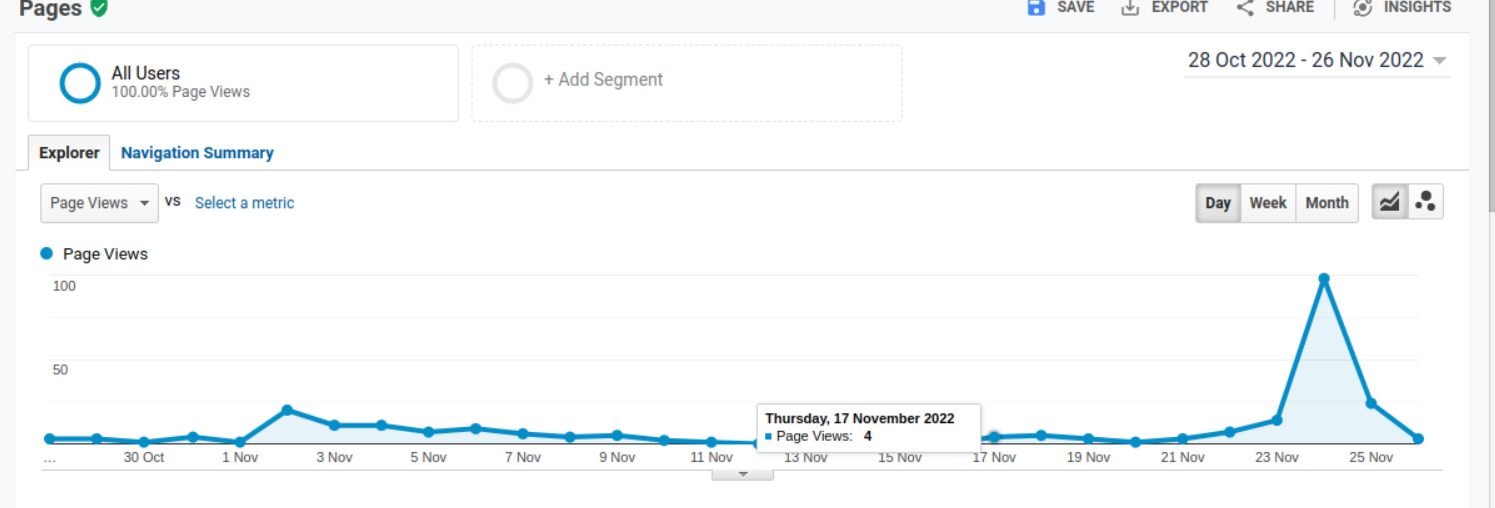 Pages
SAVE EXPORT SHARE INSIGHTS
All Users
100.00% Page Views
+ Add Segment
28 Oct 2022 - 26 Nov 2022
Explorer Navigation Summary
Page Views VS Select a metric
Day Week Month
Page Views
100
50
Thursday, 17 November 2022
Page Views: 4
... 30 Oct 1 Nov 3 Nov 5 Nov 7 Nov 9 Nov 11 Nov 13 Nov 15 Nov 17 Nov 19 Nov 21 Nov 23 Nov 25 Nov